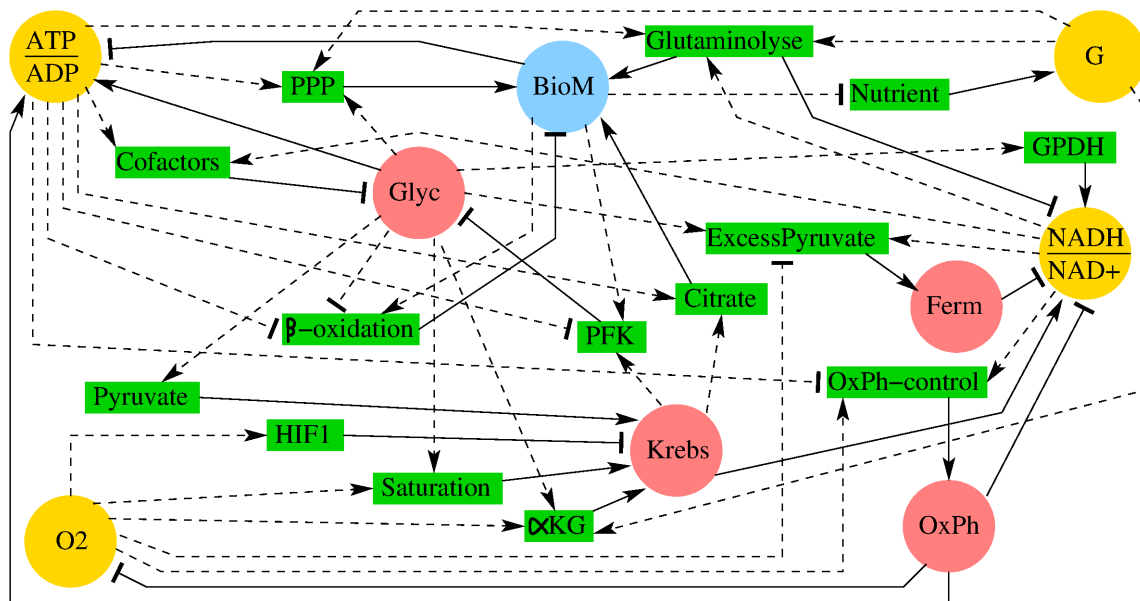 ATP
ADP
Glutaminolyse
G
PPP
BioM
Nutrient
Cofactors
GPDH
Glyc
ExcessPyruvate
NADH
NAD+
Citrate
Ferm
β-oxidation
PFK
OxPh-control
Pyruvate
HIF1
Krebs
Saturation
αKG
OxPh
O2